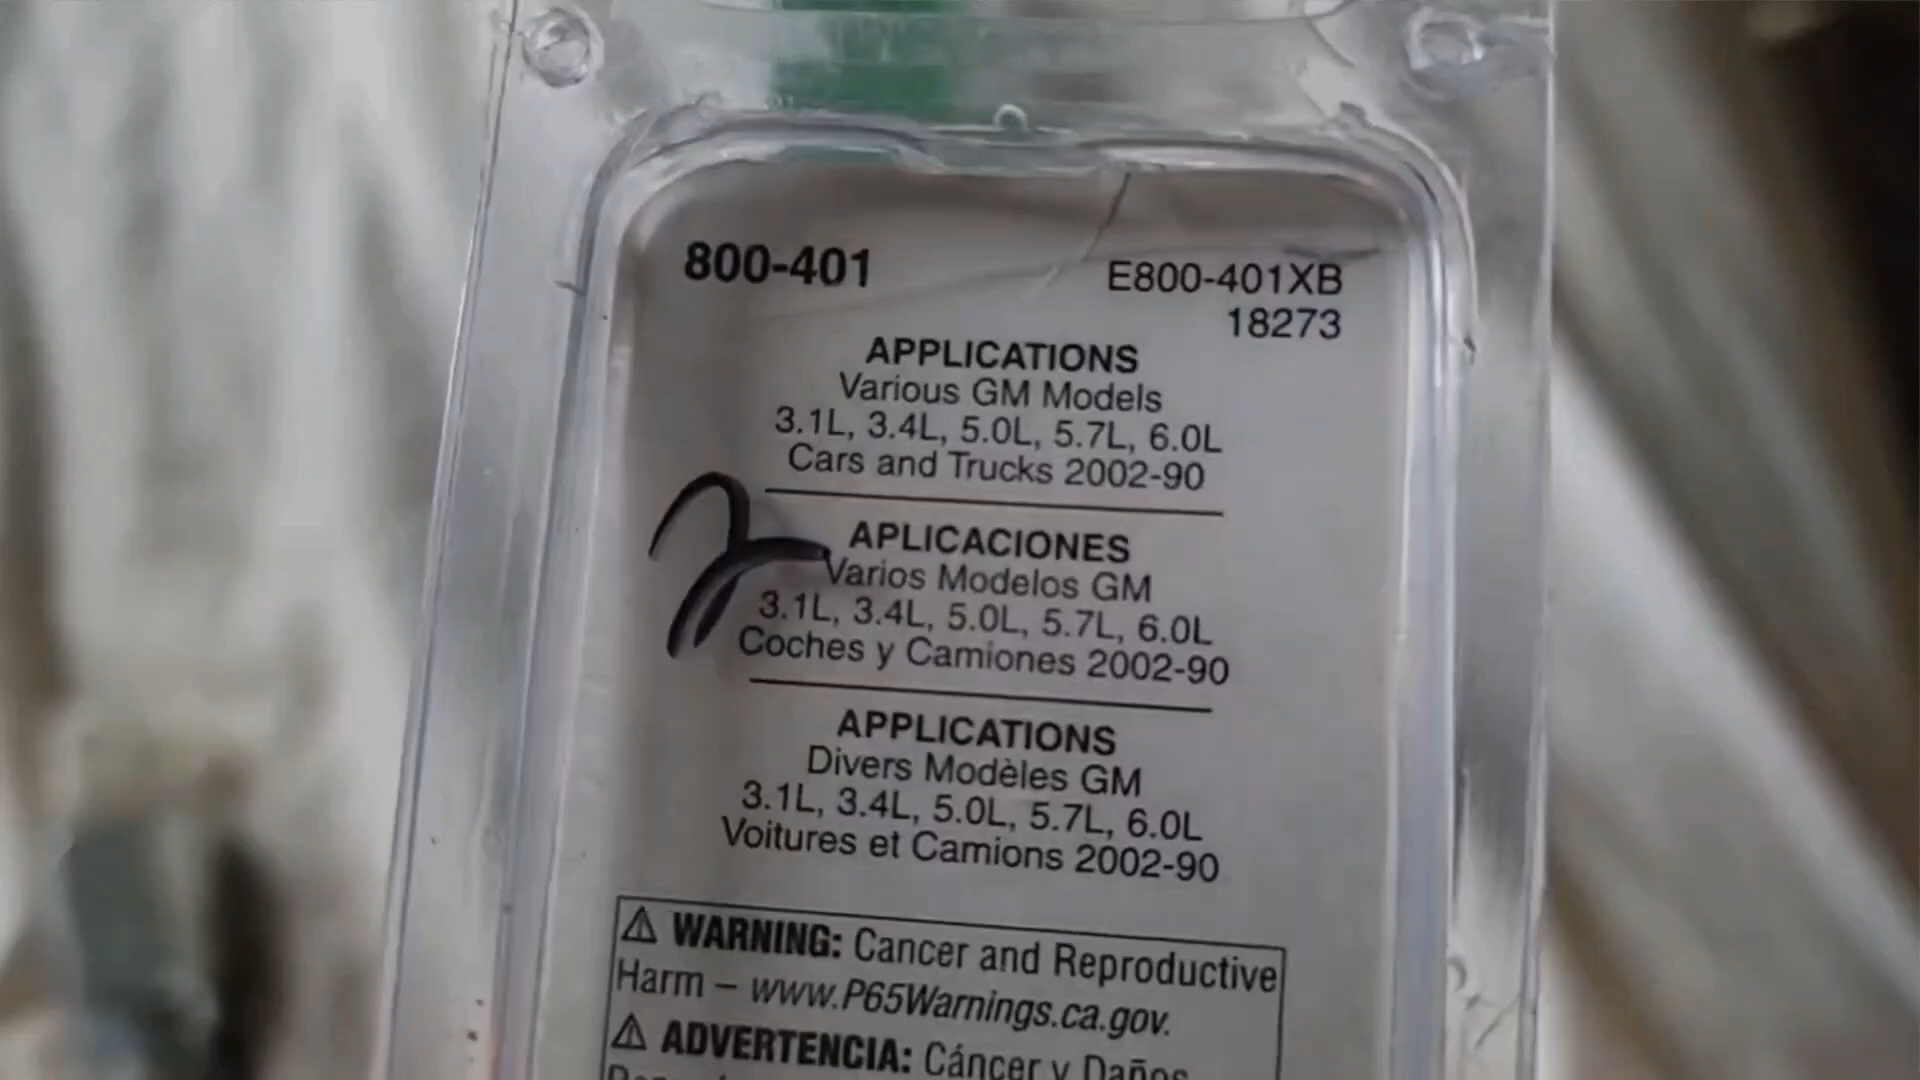 800-401
E800-401XB
18273
APPLICATIONS
Various GM Models
3.1L, 3.4L, 5.0L, 5.7L, 6.0L
Cars and Trucks 2002-90
APLICACIONES
Varios Modelos GM
3.1L, 3.4L, 5.0L, 5.7L, 6.0L
Coches y Camiones 2002-90
APPLICATIONS
Divers Modèles GM
3.1L, 3.4L, 5.0L, 5.7L, 6.0L
Voitures et Camions 2002-90
⚠ WARNING: Cancer and Reproductive
Harm – www.P65Warnings.ca.gov.
⚠ ADVERTENCIA: Cáncer y Daños